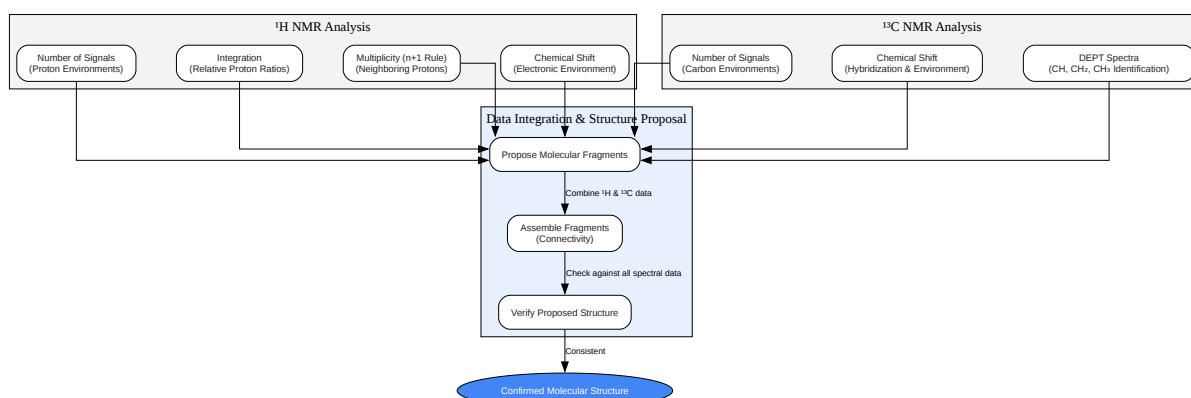 ¹H NMR Analysis
Number of Signals
(Proton Environments)
Integration
(Relative Proton Ratios)
Multiplicity (n+1 Rule)
(Neighboring Protons)
Chemical Shift
(Electronic Environment)
¹³C NMR Analysis
Number of Signals
(Carbon Environments)
Chemical Shift
(Hybridization & Environment)
DEPT Spectra
(CH, CH₂, CH₃ Identification)
Data Integration & Structure Proposal
Propose Molecular Fragments
Combine ¹H & ¹³C data
Assemble Fragments
(Connectivity)
Check against all spectral data
Verify Proposed Structure
Consistent
Confirmed Molecular Structure